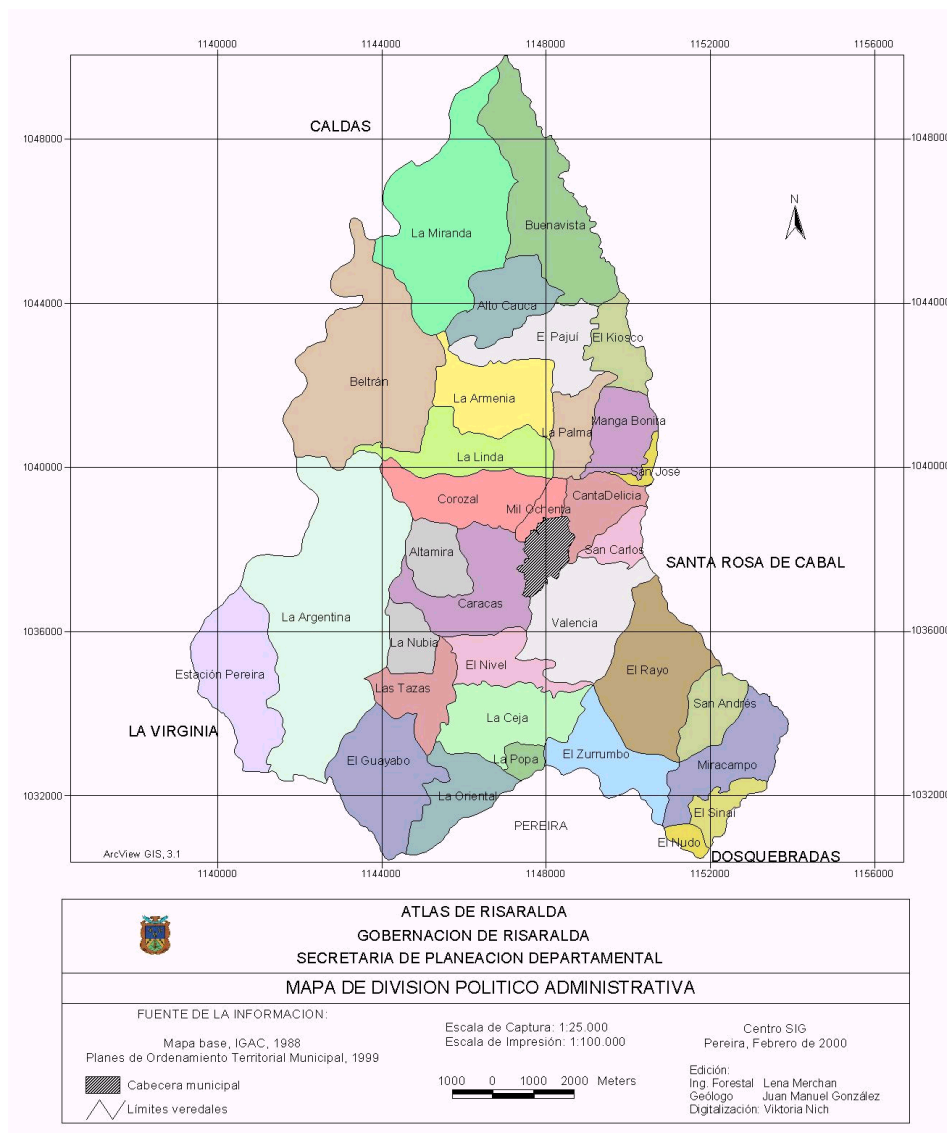 1140000 1144000 1148000 1152000 1156000
CALDAS
1048000 1048000
N
Buenavista
La Miranda
1044000 Alto Cauca 1044000
El Pajuí El Kiosco
Beltrán
La Armenia
Manga Bonita
La Palma
La Linda
1040000 San José 1040000
Corozal CantaDelicia
Mil Ochenta
Altamira San Carlos
SANTA ROSA DE CABAL
Caracas
La Argentina Valencia
1036000 1036000
La Nubia
El Nivel El Rayo
Estación Pereira
Las Tazas
San Andrés
La Ceja
LA VIRGINIA
El Guayabo La Popa El Zurrumbo
Miracampo
1032000 La Oriental 1032000
El Sinaí
PEREIRA
El Nudo
ArcView GIS, 3.1 DOSQUEBRADAS
1140000 1144000 1148000 1152000 1156000
ATLAS DE RISARALDA
GOBERNACION DE RISARALDA
SECRETARIA DE PLANEACION DEPARTAMENTAL
MAPA DE DIVISION POLITICO ADMINISTRATIVA
FUENTE DE LA INFORMACION:
Mapa base, IGAC, 1988
Planes de Ordenamiento Territorial Municipal, 1999
Cabecera municipal
Límites veredales
Escala de Captura: 1:25.000
Escala de Impresión: 1:100.000
1000 0 1000 2000 Meters
Centro SIG
Pereira, Febrero de 2000
Edición:
Ing. Forestal Lena Merchan
Geólogo Juan Manuel González
Digitalización: Viktoria Nich